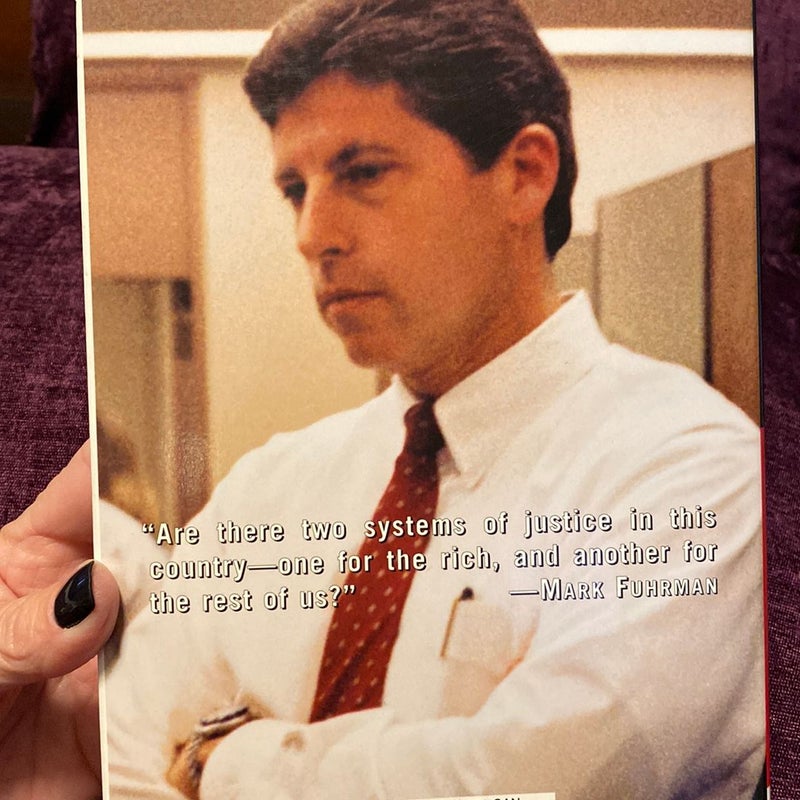 “Are there two systems of justice in this
country—one for the rich, and another for
the rest of us?” —MARK FUHRMAN